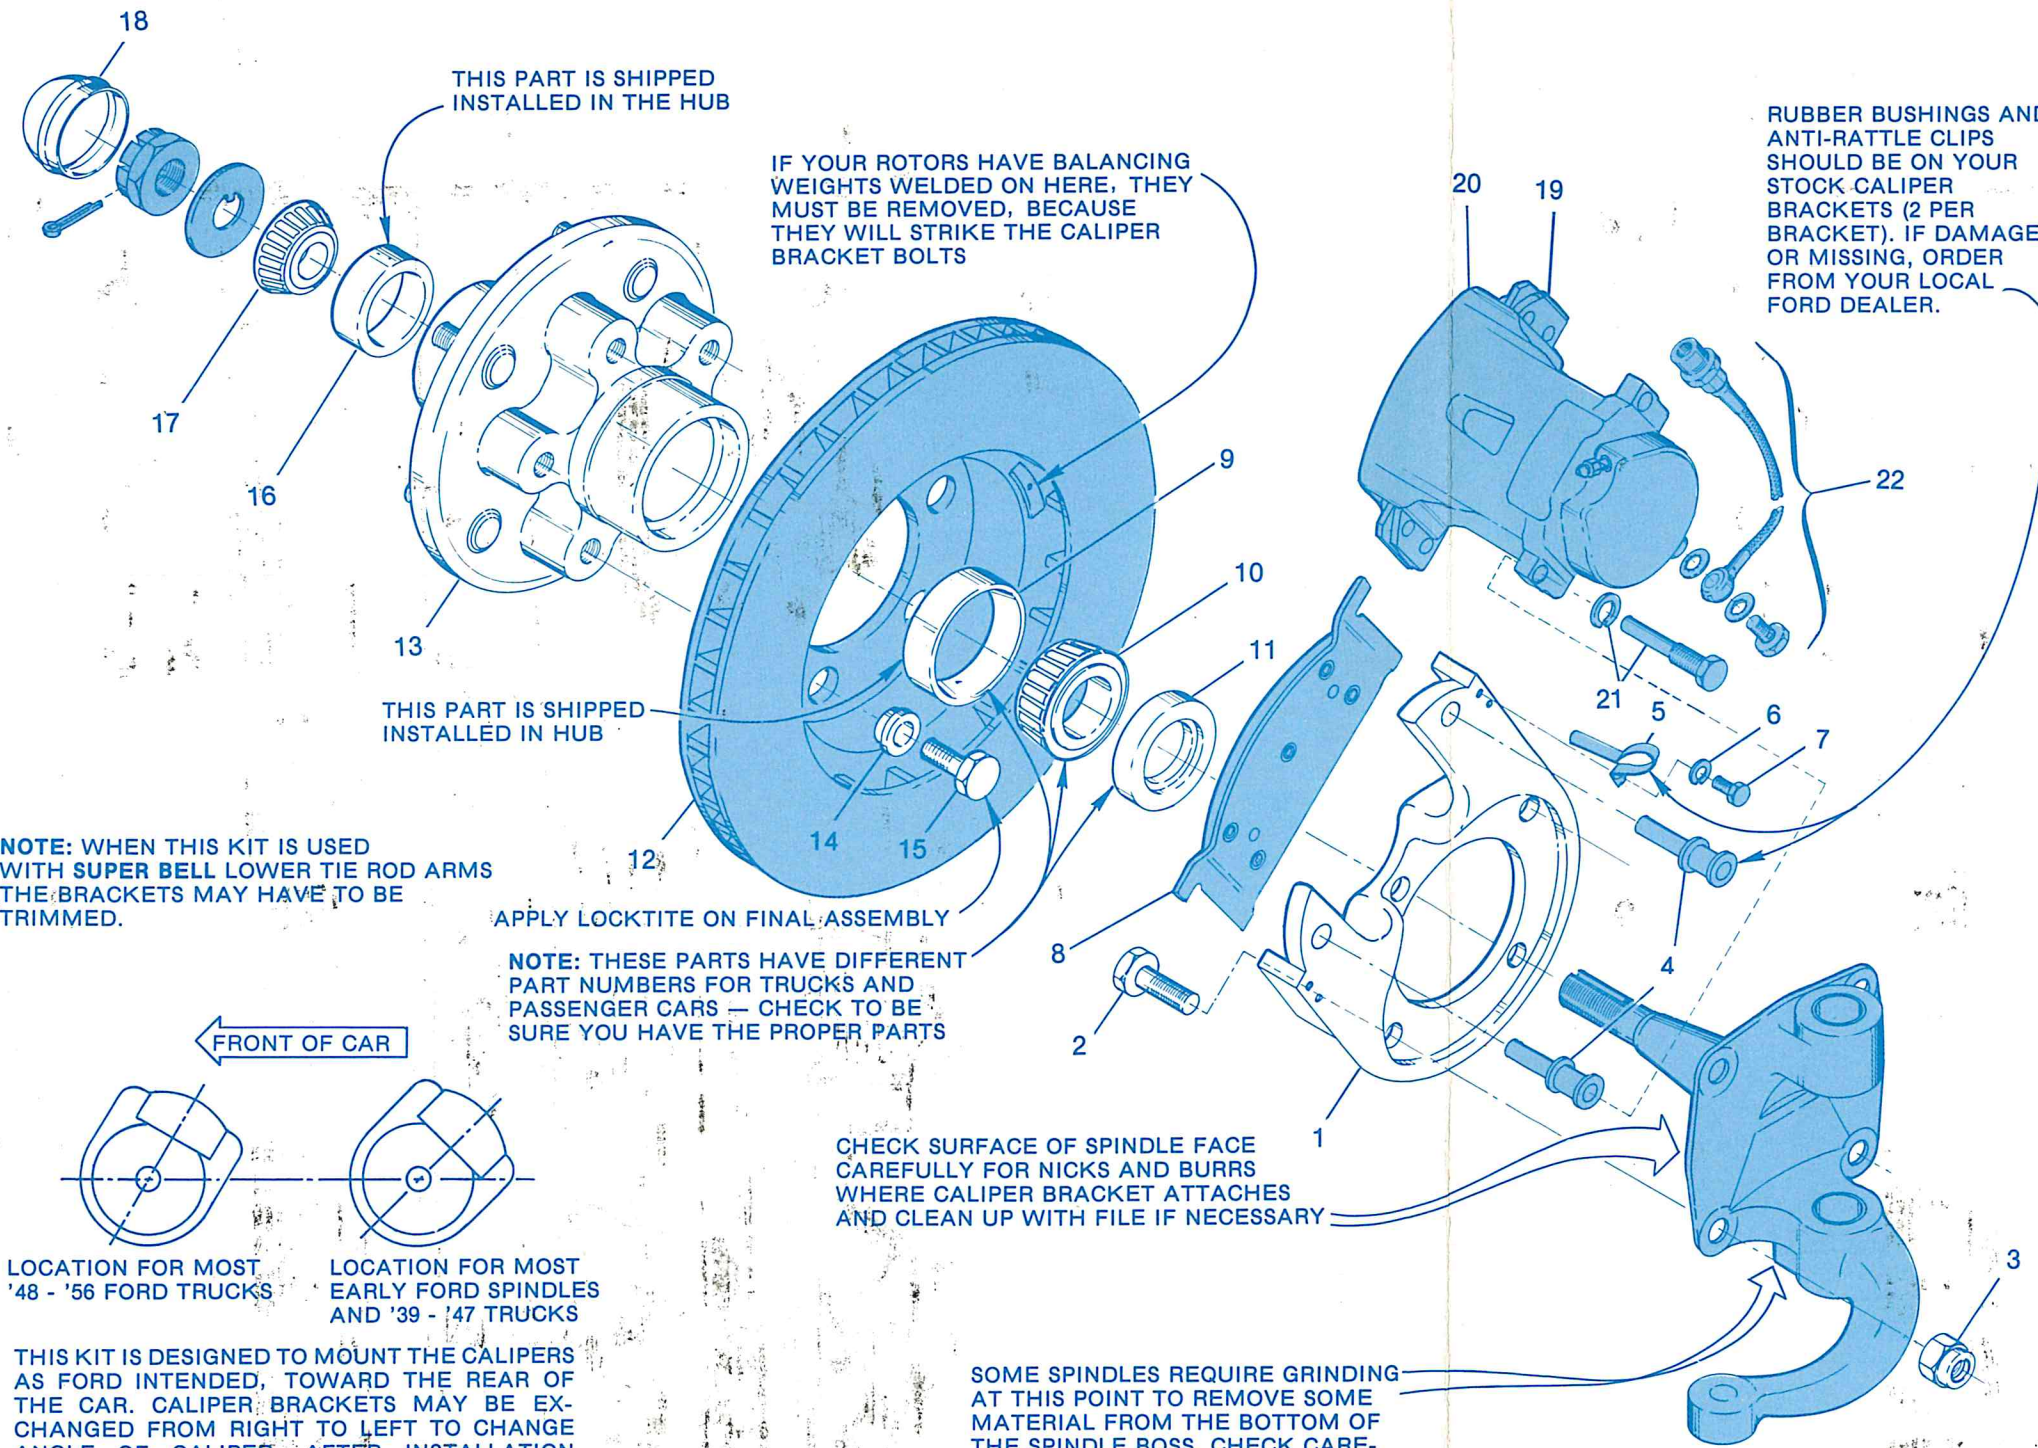 18
THIS PART IS SHIPPED
INSTALLED IN THE HUB
IF YOUR ROTORS HAVE BALANCING
WEIGHTS WELDED ON HERE, THEY
MUST BE REMOVED, BECAUSE
THEY WILL STRIKE THE CALIPER
BRACKET BOLTS
20
19
RUBBER BUSHINGS AND
ANTI-RATTLE CLIPS
SHOULD BE ON YOUR
STOCK CALIPER
BRACKETS (2 PER
BRACKET). IF DAMAGE
OR MISSING, ORDER
FROM YOUR LOCAL
FORD DEALER.
17
16
13
9
10
11
22
21
5
6
7
THIS PART IS SHIPPED
INSTALLED IN HUB
14
15
12
NOTE: WHEN THIS KIT IS USED
WITH SUPER BELL LOWER TIE ROD ARMS
THE BRACKETS MAY HAVE TO BE
TRIMMED.
APPLY LOCKTITE ON FINAL ASSEMBLY
NOTE: THESE PARTS HAVE DIFFERENT
PART NUMBERS FOR TRUCKS AND
PASSENGER CARS — CHECK TO BE
SURE YOU HAVE THE PROPER PARTS
8
2
4
1
FRONT OF CAR
CHECK SURFACE OF SPINDLE FACE
CAREFULLY FOR NICKS AND BURRS
WHERE CALIPER BRACKET ATTACHES
AND CLEAN UP WITH FILE IF NECESSARY
LOCATION FOR MOST
'48 - '56 FORD TRUCKS
LOCATION FOR MOST
EARLY FORD SPINDLES
AND '39 - '47 TRUCKS
3
THIS KIT IS DESIGNED TO MOUNT THE CALIPERS
AS FORD INTENDED, TOWARD THE REAR OF
THE CAR. CALIPER BRACKETS MAY BE EX-
CHANGED FROM RIGHT TO LEFT TO CHANGE
ANGLE OF CALIPER AFTER INSTALLATION
SOME SPINDLES REQUIRE GRINDING
AT THIS POINT TO REMOVE SOME
MATERIAL FROM THE BOTTOM OF
THE SPINDLE BOSS. CHECK CARE-